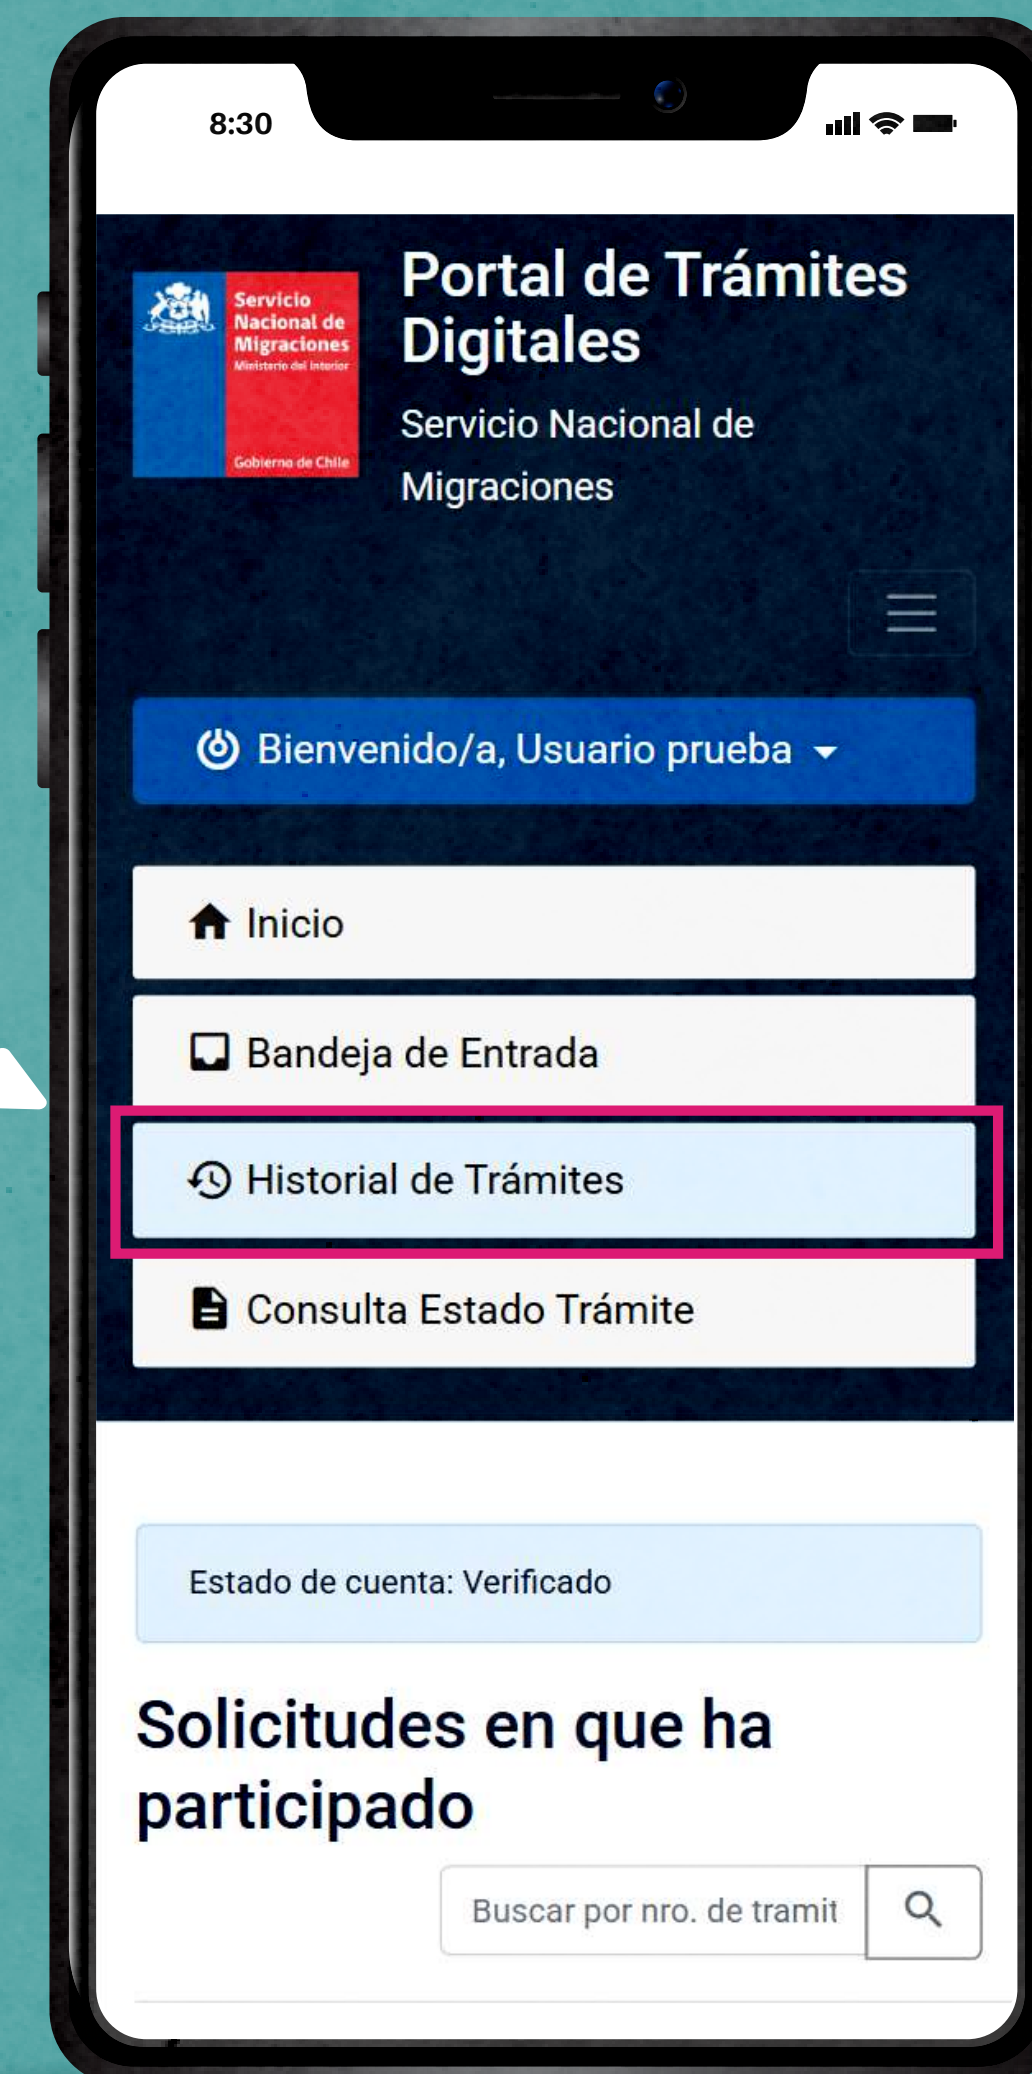 8:30
Servicio
Nacional de
Migraciones
Ministerio del Interior
Gobierno de Chile
Portal de Trámites
Digitales
Servicio Nacional de
Migraciones
Bienvenido/a, Usuario prueba
Inicio
Bandeja de Entrada
Historial de Trámites
Consulta Estado Trámite
Estado de cuenta: Verificado
Solicitudes en que ha
participado
Buscar por nro. de tramit